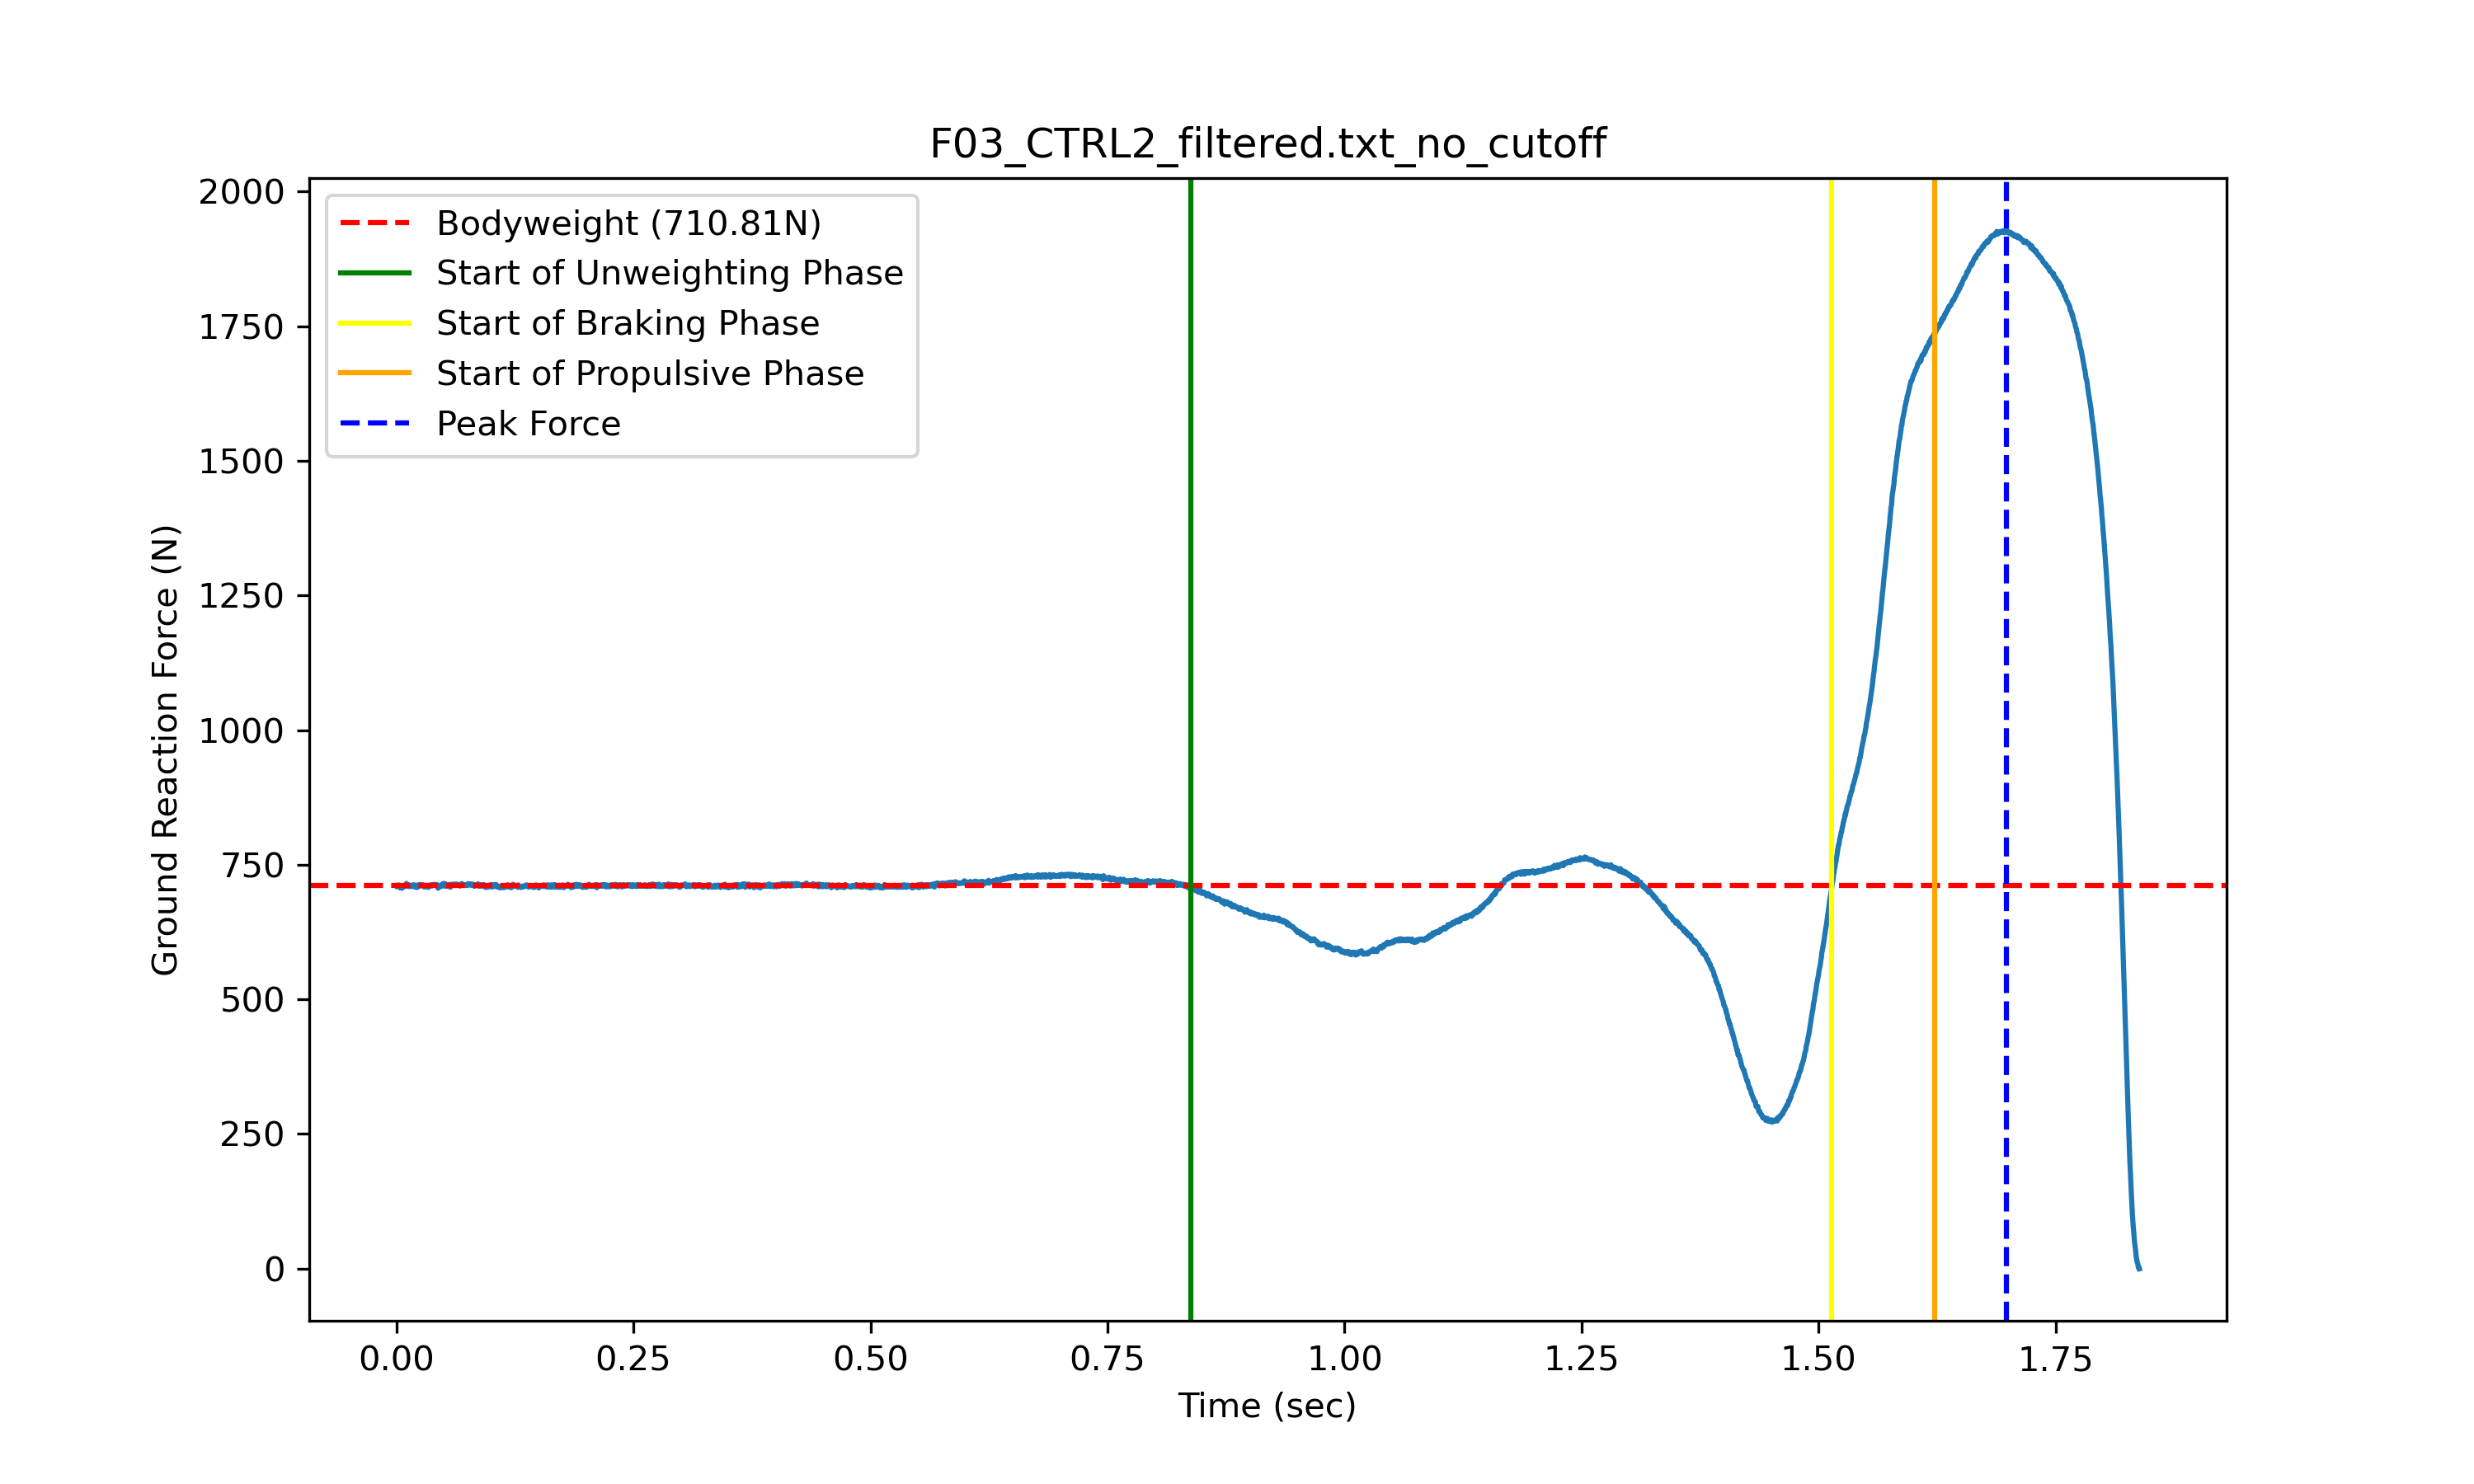 F03_CTRL2_filtered.txt_no_cutoff
2000
1750
1500
1250
1000
750
500
250
0
Ground Reaction Force (N)
Bodyweight (710.81N)
Start of Unweighting Phase
Start of Braking Phase
Start of Propulsive Phase
Peak Force
0.00 0.25 0.50 0.75 1.00 1.25 1.50 1.75
Time (sec)